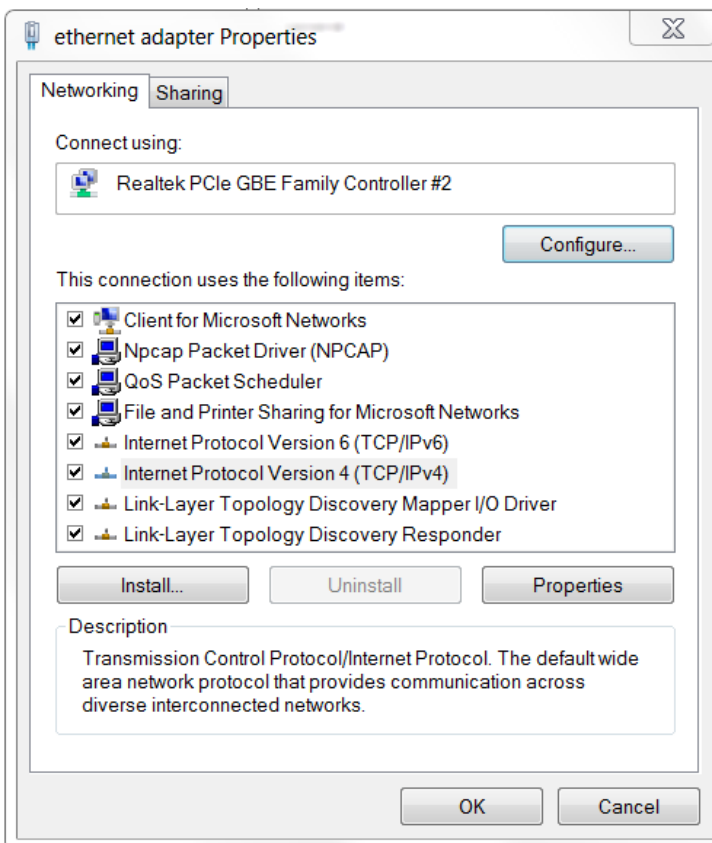 ethernet adapter Properties
Networking
Sharing
Connect using:
Realtek PCIe GBE Family Controller #2
Configure...
This connection uses the following items:
Client for Microsoft Networks
Npcap Packet Driver (NPCAP)
QoS Packet Scheduler
File and Printer Sharing for Microsoft Networks
Internet Protocol Version 6 (TCP/IPv6)
Internet Protocol Version 4 (TCP/IPv4)
Link-Layer Topology Discovery Mapper I/O Driver
Link-Layer Topology Discovery Responder
Install...
Uninstall
Properties
Description
Transmission Control Protocol/Internet Protocol. The default wide
area network protocol that provides communication across
diverse interconnected networks.
OK
Cancel